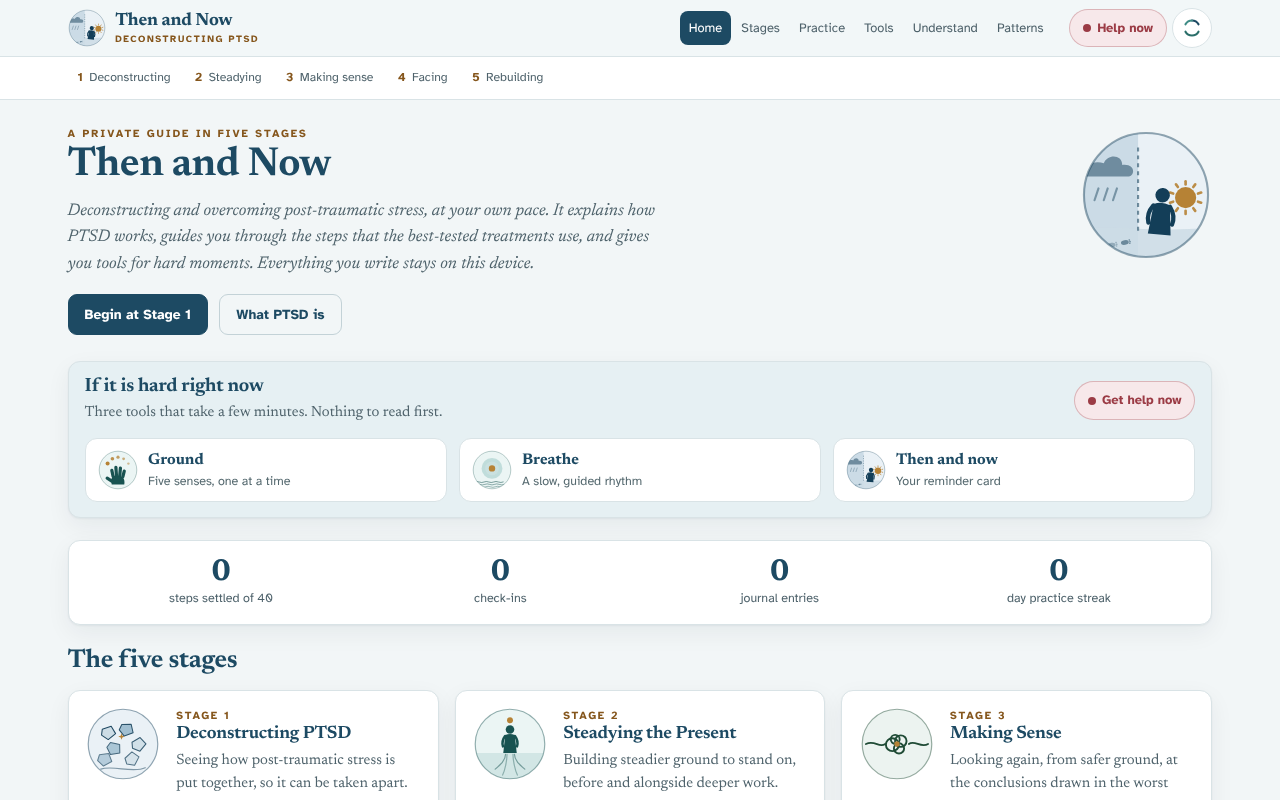 Then and Now
DECONSTRUCTING PTSD
Home
Stages
Practice
Tools
Understand
Patterns
Help now
1 Deconstructing
2 Steadying
3 Making sense
4 Facing
5 Rebuilding
A PRIVATE GUIDE IN FIVE STAGES
Then and Now
Deconstructing and overcoming post-traumatic stress, at your own pace. It explains how
PTSD works, guides you through the steps that the best-tested treatments use, and gives
you tools for hard moments. Everything you write stays on this device.
Begin at Stage 1
What PTSD is
If it is hard right now
Three tools that take a few minutes. Nothing to read first.
Get help now
Ground
Five senses, one at a time
Breathe
A slow, guided rhythm
Then and now
Your reminder card
0
steps settled of 40
0
check-ins
0
journal entries
0
day practice streak
The five stages
STAGE 1
Deconstructing PTSD
Seeing how post-traumatic stress is
put together, so it can be taken apart.
STAGE 2
Steadying the Present
Building steadier ground to stand on,
before and alongside deeper work.
STAGE 3
Making Sense
Looking again, from safer ground, at
the conclusions drawn in the worst